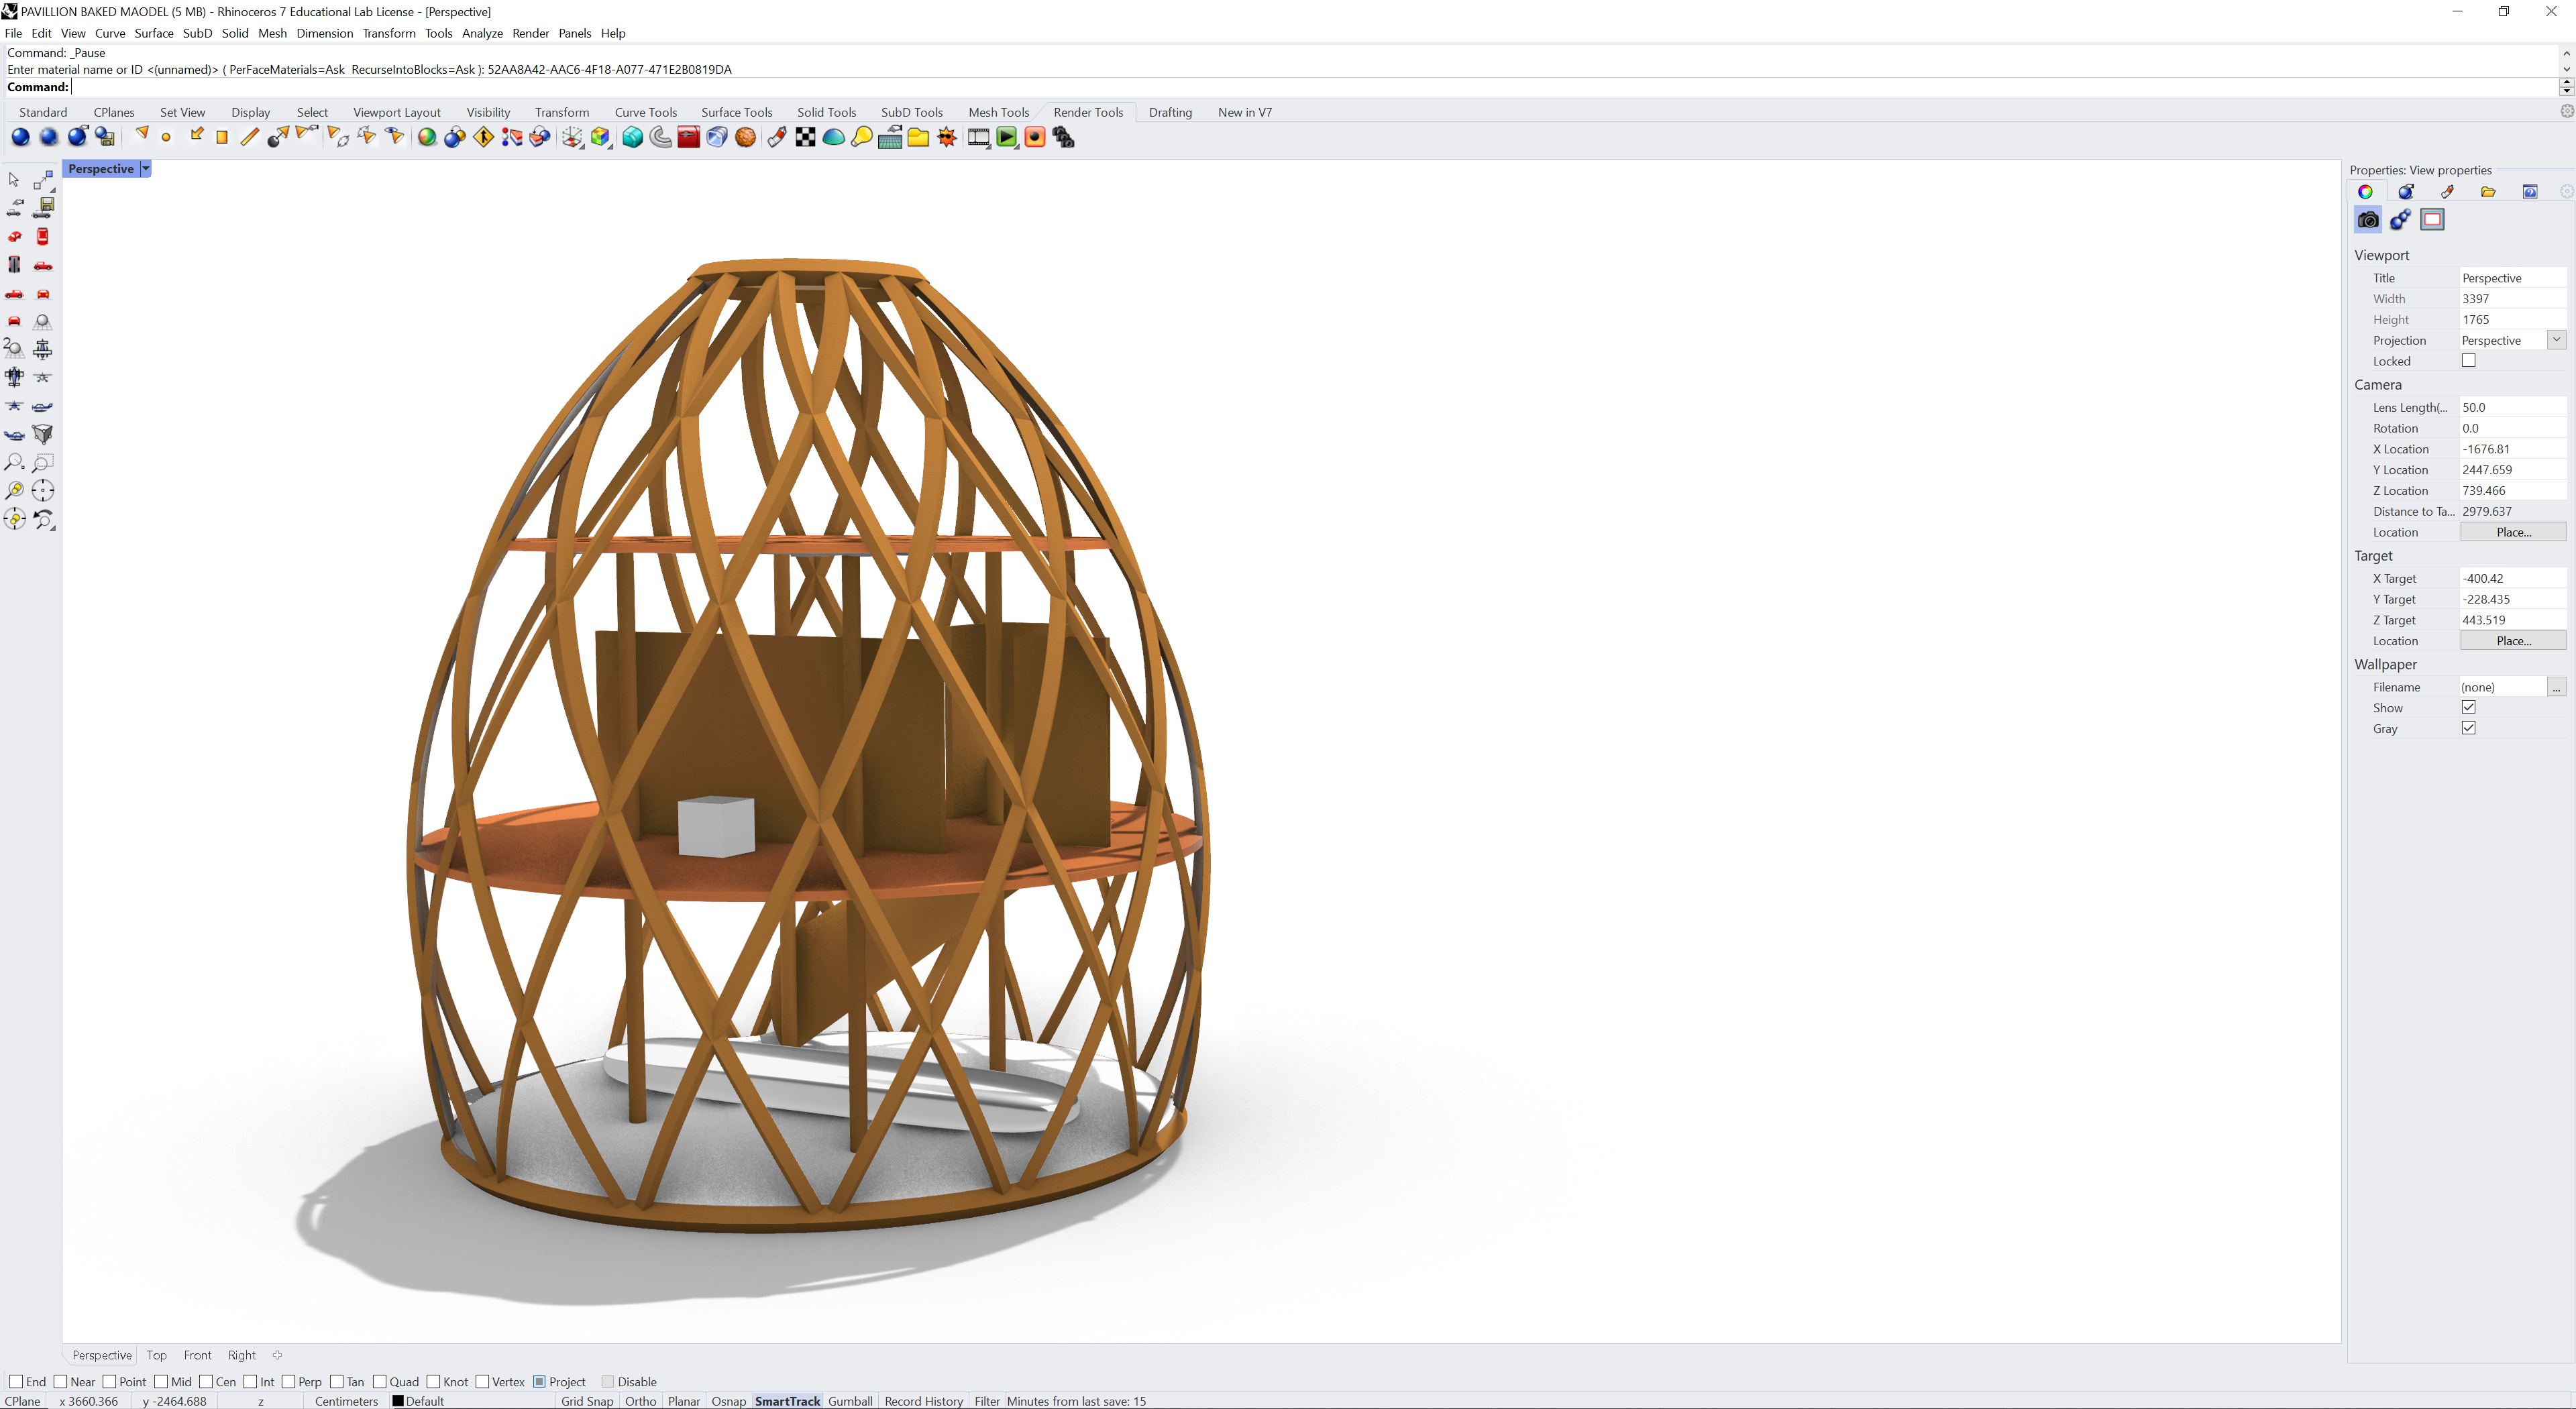 PAVILLION BAKED MAODEL (5 MB) - Rhinoceros 7 Educational Lab License - [Perspective]
File Edit View Curve Surface SubD Solid Mesh Dimension Transform Tools Analyze Render Panels Help
Command: _Pause
Enter material name or ID <(unnamed)> ( PerFaceMaterials=Ask RecurseIntoBlocks=Ask ): 52AA8A42-AAC6-4F18-A077-471E2B0819DA
Command:
Standard CPlanes Set View Display Select Viewport Layout Visibility Transform Curve Tools Surface Tools Solid Tools SubD Tools Mesh Tools Render Tools Drafting New in V7
Perspective
Properties: View properties
Viewport
Title Perspective
Width 3397
Height 1765
Projection Perspective
Locked
Camera
Lens Length(... 50.0
Rotation 0.0
X Location -1676.81
Y Location 2447.659
Z Location 739.466
Distance to Ta... 2979.637
Location Place...
Target
X Target -400.42
Y Target -228.435
Z Target 443.519
Location Place...
Wallpaper
Filename (none) ...
Show
Gray
Perspective Top Front Right
End Near Point Mid Cen Int Perp Tan Quad Knot Vertex Project Disable
CPlane x 3660.366 y -2464.688 z Centimeters Default Grid Snap Ortho Planar Osnap SmartTrack Gumball Record History Filter Minutes from last save: 15